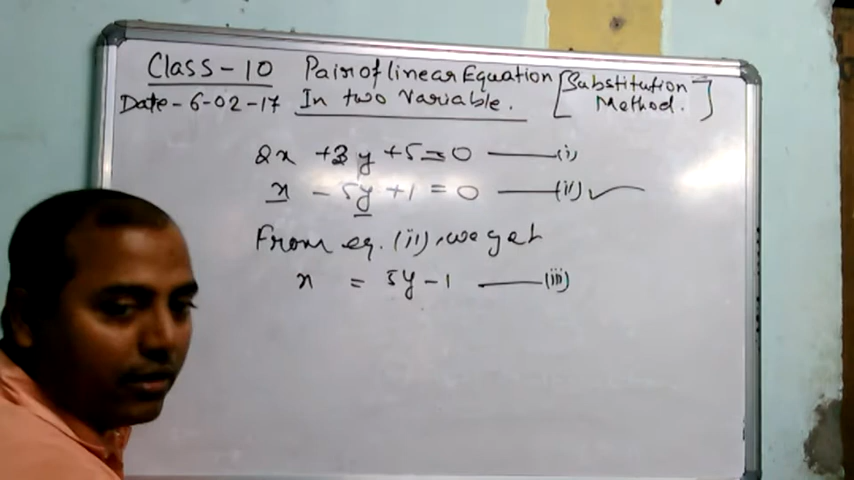 Class-10 Pair of linear Equation [Substitution
Date-6-02-17 In two Variable. Method.]
2x +3y +5=0 —(i)
x - 5y +1 = 0 —(ii)
From eq. (ii), we get
x = 5y - 1 —(iii)